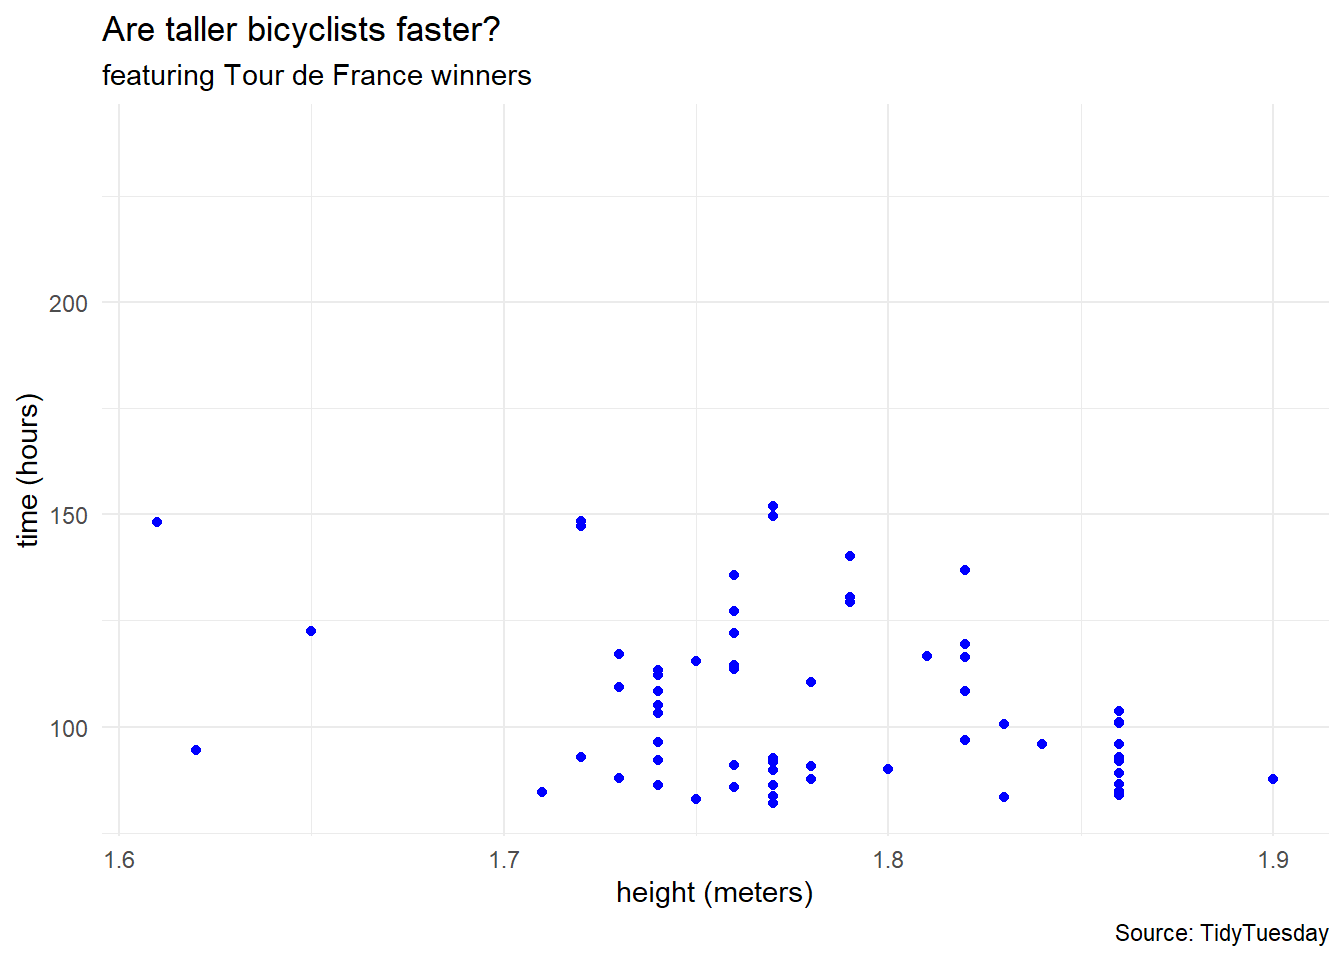 Are taller bicyclists faster?
featuring Tour de France winners
200
150
100
time (hours)
1.6 1.7 1.8 1.9
height (meters)
Source: TidyTuesday